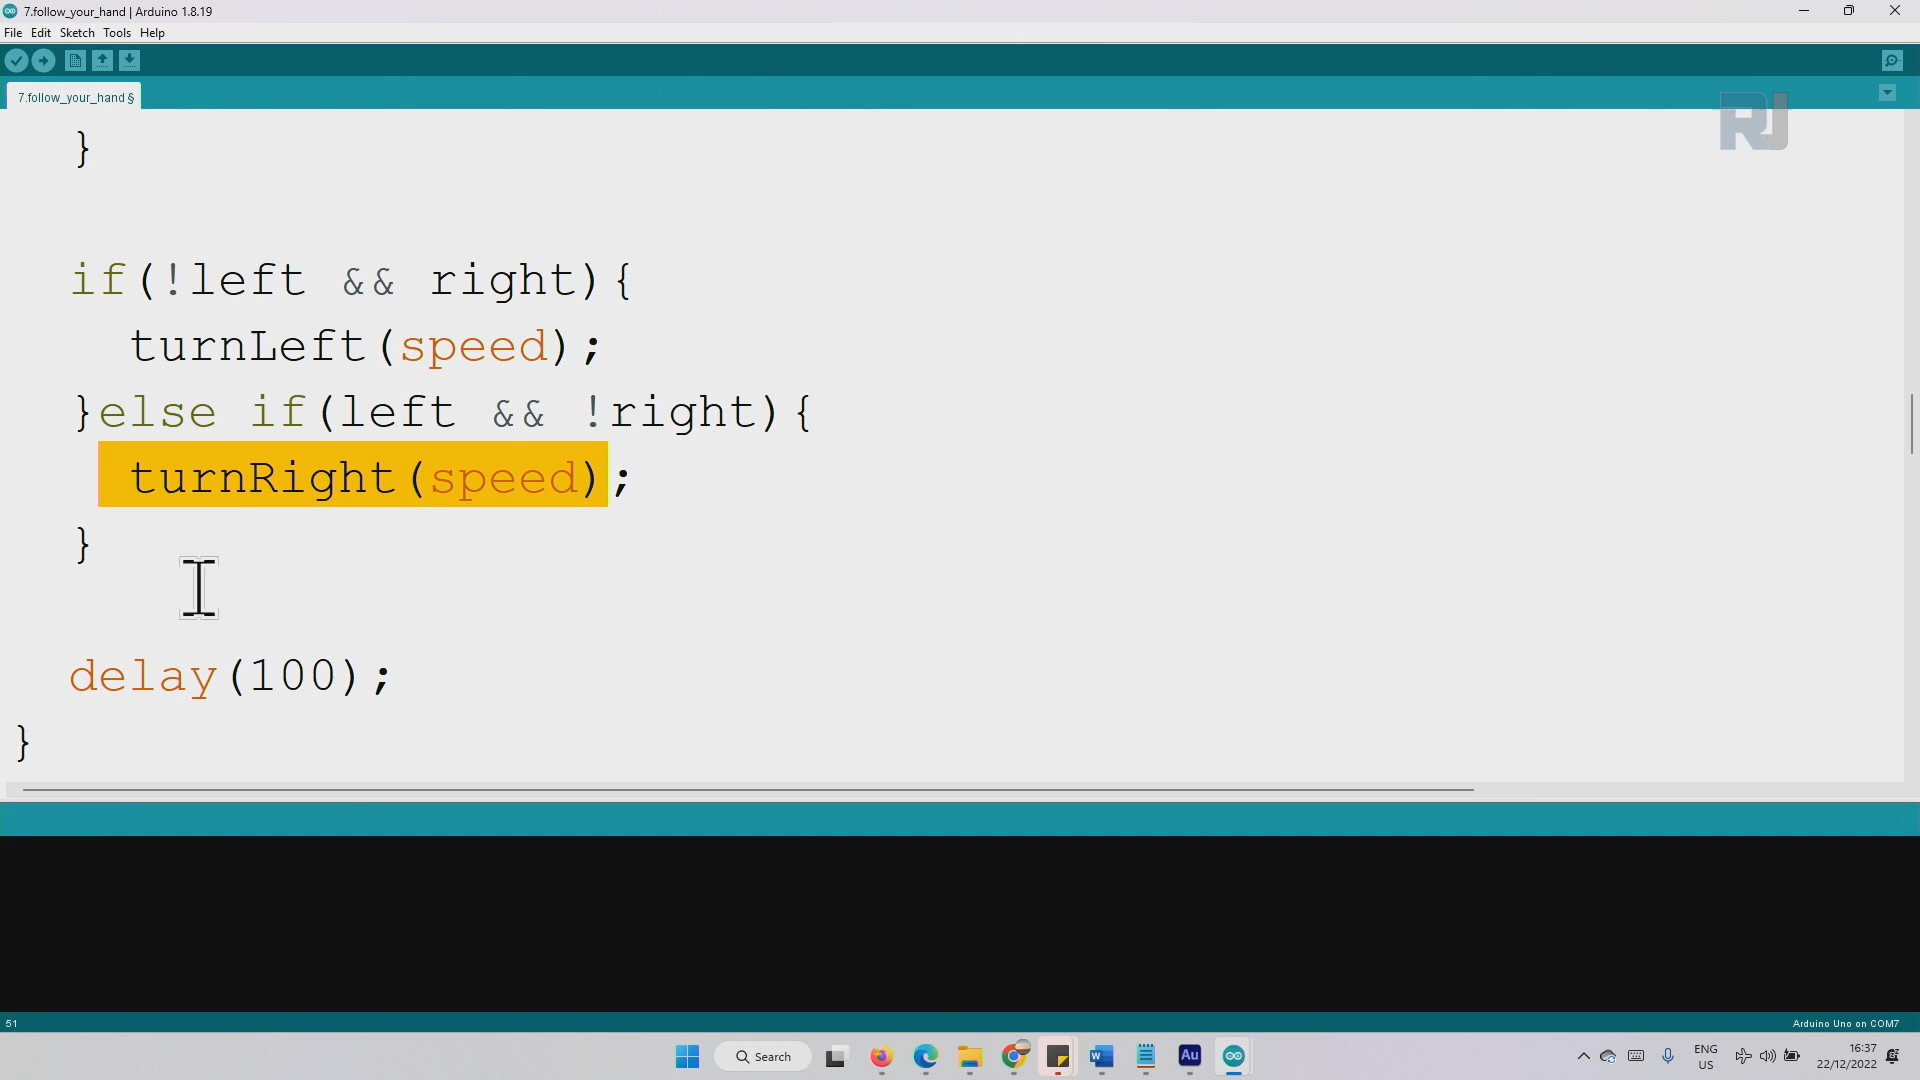 7.follow_your_hand | Arduino 1.8.19
File Edit Sketch Tools Help
7.follow_your_hand §
RJ
}
if(!left && right){
turnLeft(speed);
}else if(left && !right){
turnRight(speed);
}
delay(100);
}
51
Arduino Uno on COM7
Search
Au
ENG
US
16:37
22/12/2022